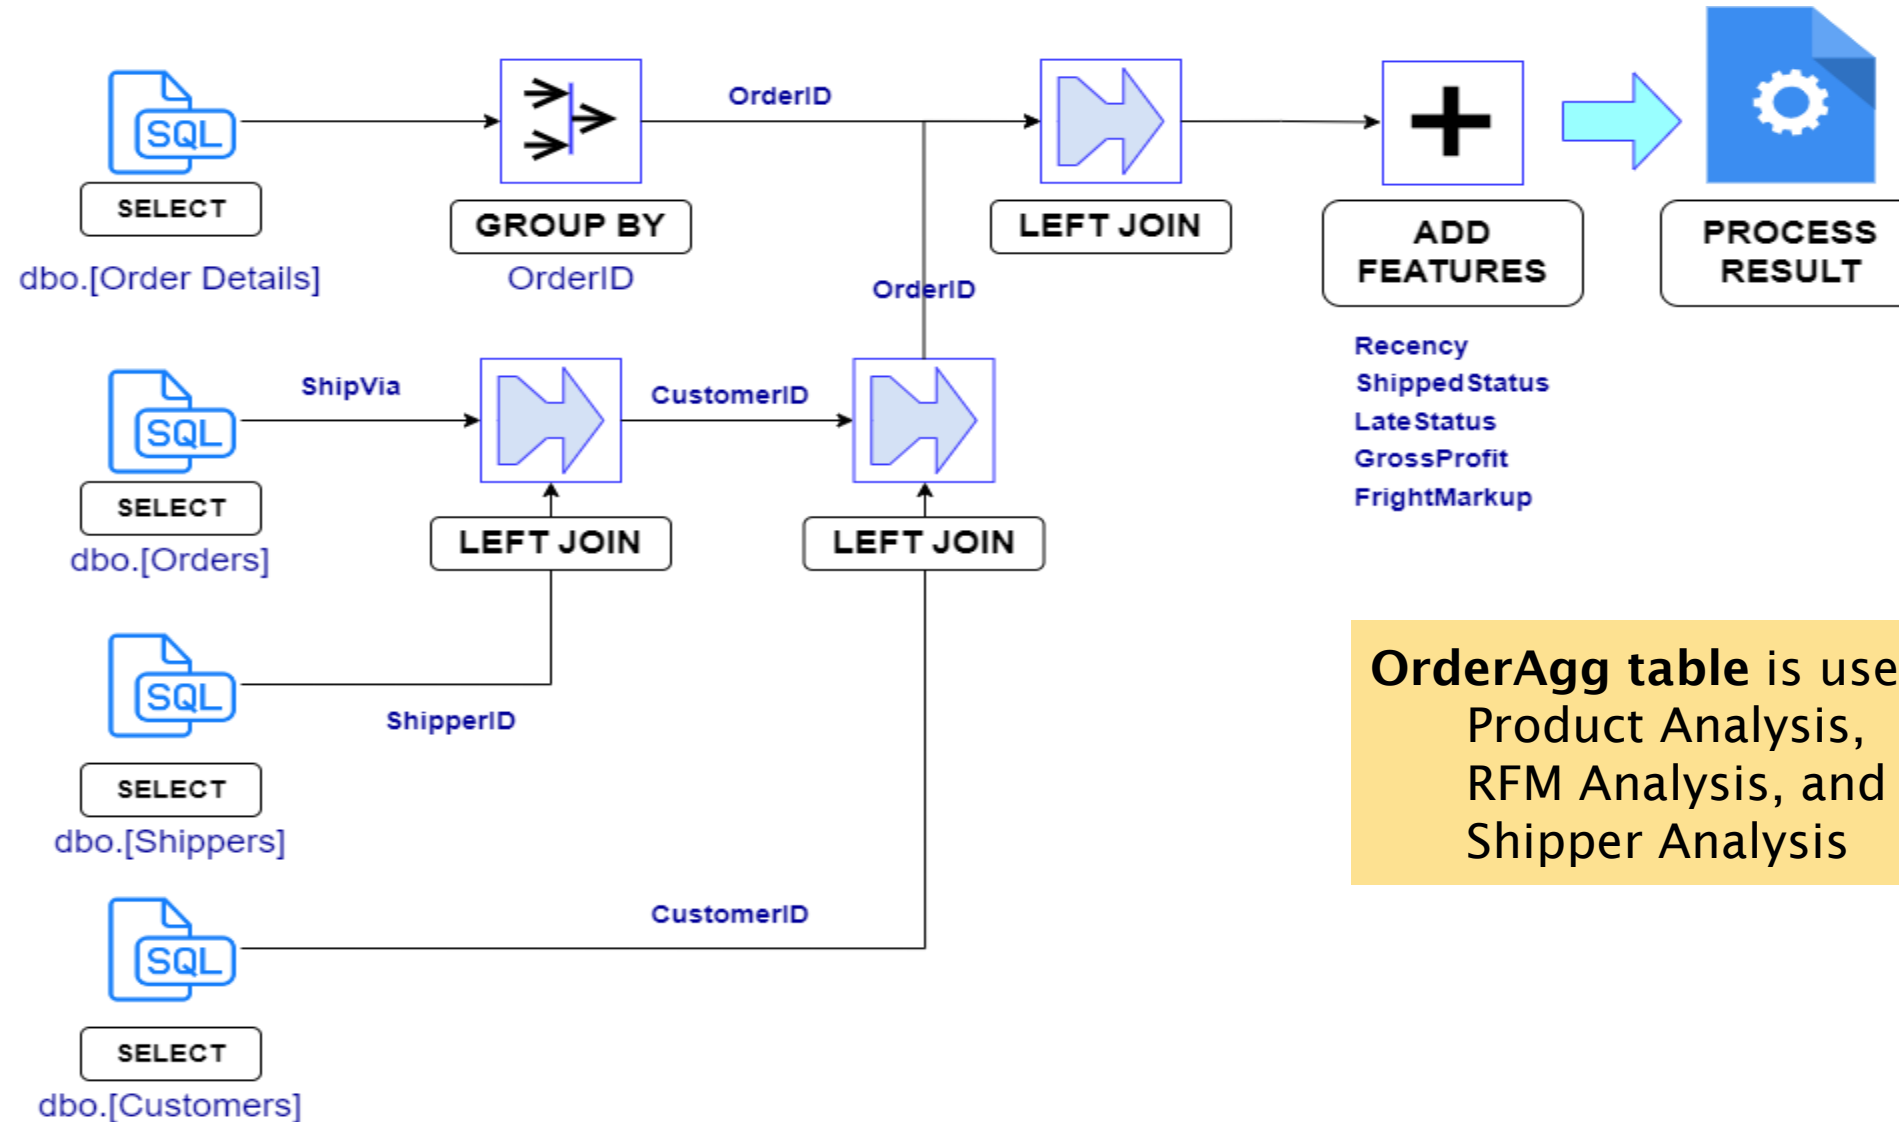 SQL
SELECT
dbo.[Order Details]
GROUP BY
OrderID
OrderID
LEFT JOIN
ADD
FEATURES
PROCESS
RESULT
Recency
ShippedStatus
LateStatus
GrossProfit
FrightMarkup
SQL
SELECT
dbo.[Orders]
ShipVia
CustomerID
OrderID
LEFT JOIN
LEFT JOIN
SQL
SELECT
dbo.[Shippers]
ShipperID
SQL
SELECT
dbo.[Customers]
CustomerID
OrderAgg table is use
Product Analysis,
RFM Analysis, and
Shipper Analysis